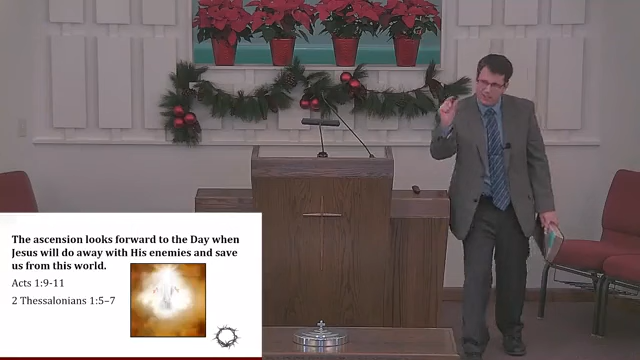 The ascension looks forward to the Day when
Jesus will do away with His enemies and save
us from this world.
Acts 1:9-11
2 Thessalonians 1:5–7